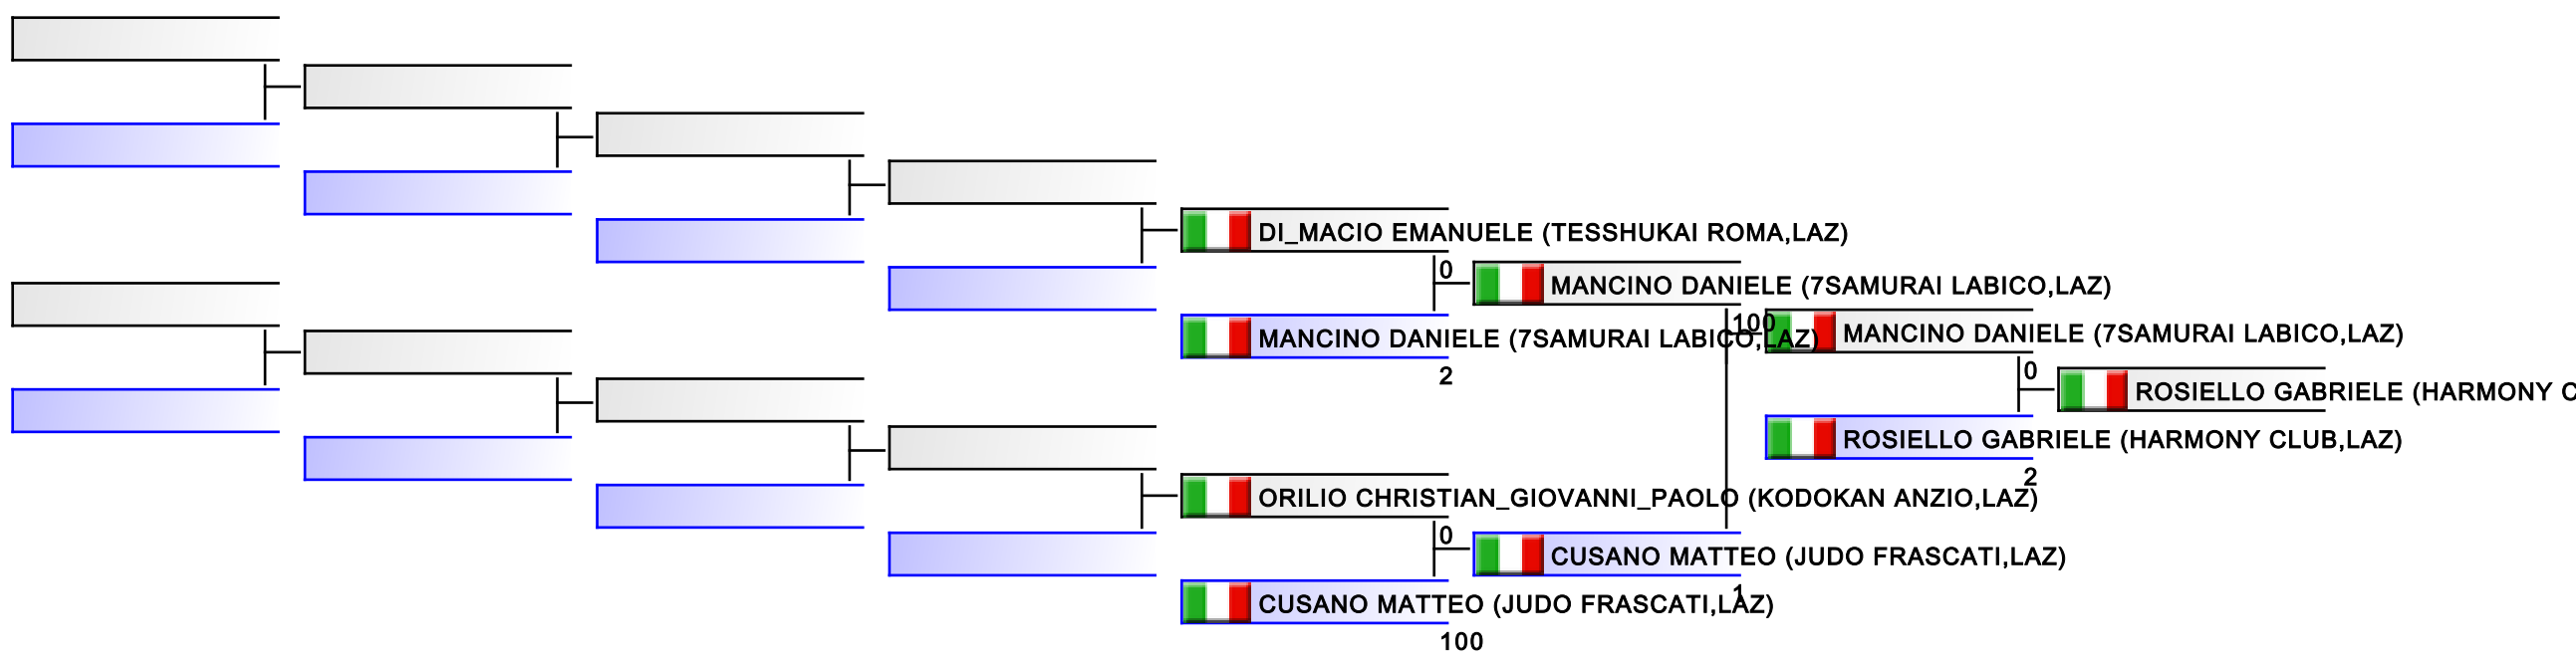 DI_MACIO EMANUELE (TESSHUKAI ROMA,LAZ)
0
MANCINO DANIELE (7SAMURAI LABICO,LAZ)
MANCINO DANIELE (7SAMURAI LABICO,LAZ)
2
100
MANCINO DANIELE (7SAMURAI LABICO,LAZ)
0
ROSIELLO GABRIELE (HARMONY C
ROSIELLO GABRIELE (HARMONY CLUB,LAZ)
2
ORILIO CHRISTIAN_GIOVANNI_PAOLO (KODOKAN ANZIO,LAZ)
0
CUSANO MATTEO (JUDO FRASCATI,LAZ)
1
CUSANO MATTEO (JUDO FRASCATI,LAZ)
100